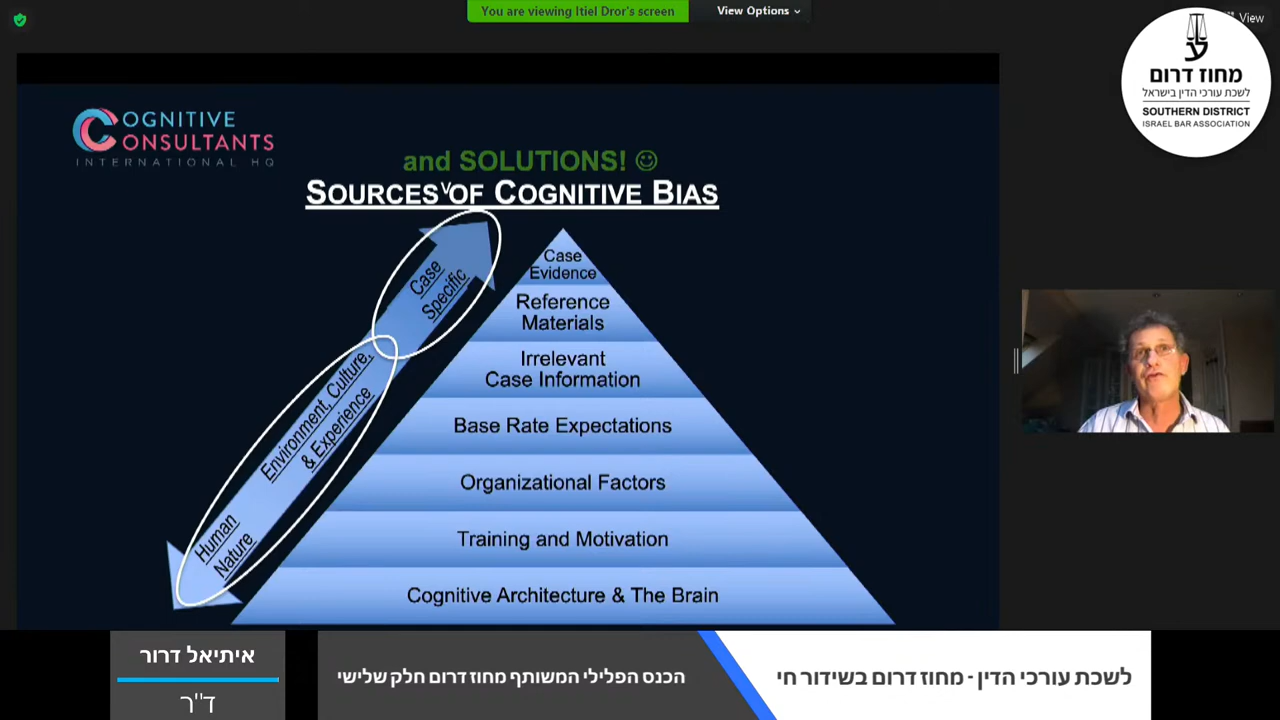 You are viewing Itiel Dror's screen
View Options
View
מחוז דרום
לשכת עורכי הדין בישראל
SOUTHERN DISTRICT
ISRAEL BAR ASSOCIATION
COGNITIVE
CONSULTANTS
INTERNATIONAL HQ
and SOLUTIONS! ☺
SOURCES OF COGNITIVE BIAS
Case
Specific
Environment, Culture,
& Experience
Human
Nature
Case
Evidence
Reference
Materials
Irrelevant
Case Information
Base Rate Expectations
Organizational Factors
Training and Motivation
Cognitive Architecture & The Brain
איתיאל דרור
ד"ר
הכנס הפלילי המשותף מחוז דרום חלק שלישי
לשכת עורכי הדין - מחוז דרום בשידור חי